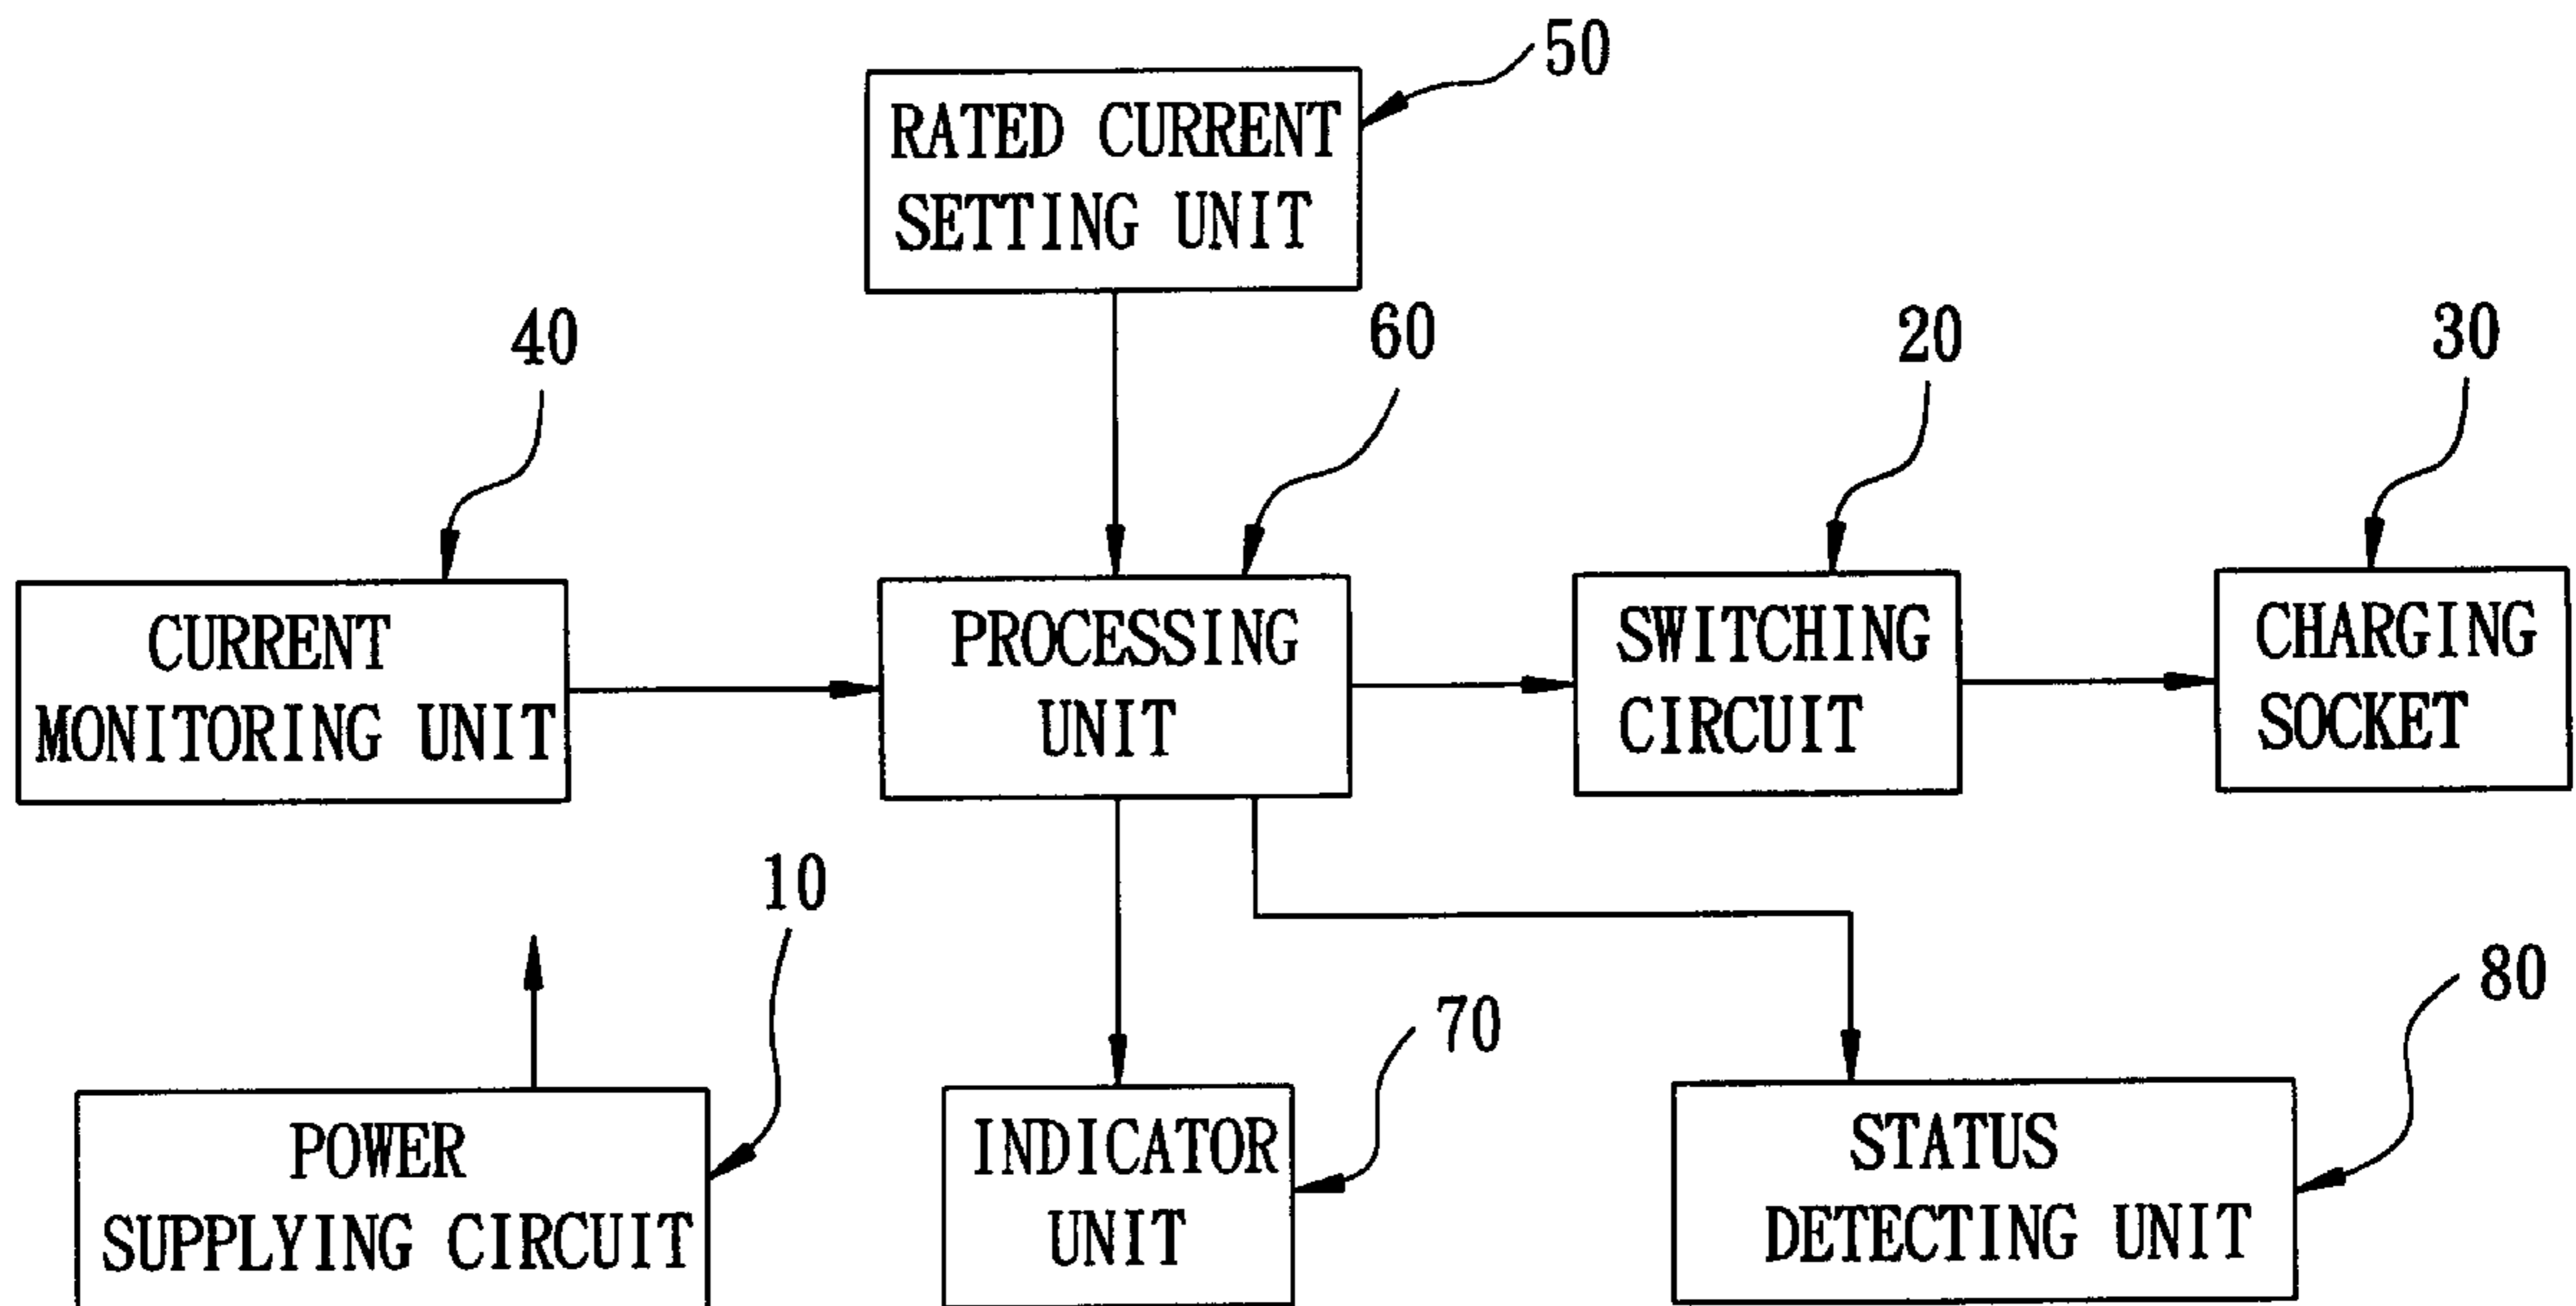 50
RATED CURRENT
SETTING UNIT
40
60
20
30
CURRENT
MONITORING UNIT
PROCESSING
UNIT
SWITCHING
CIRCUIT
CHARGING
SOCKET
10
70
80
POWER
SUPPLYING CIRCUIT
INDICATOR
UNIT
STATUS
DETECTING UNIT